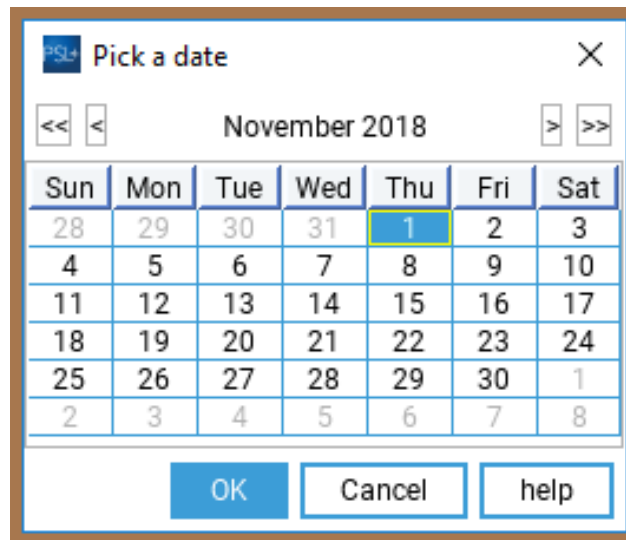 PSL+ Pick a date
<< < November 2018 > >>
Sun Mon Tue Wed Thu Fri Sat
28 29 30 31 1 2 3
4 5 6 7 8 9 10
11 12 13 14 15 16 17
18 19 20 21 22 23 24
25 26 27 28 29 30 1
2 3 4 5 6 7 8
OK Cancel help